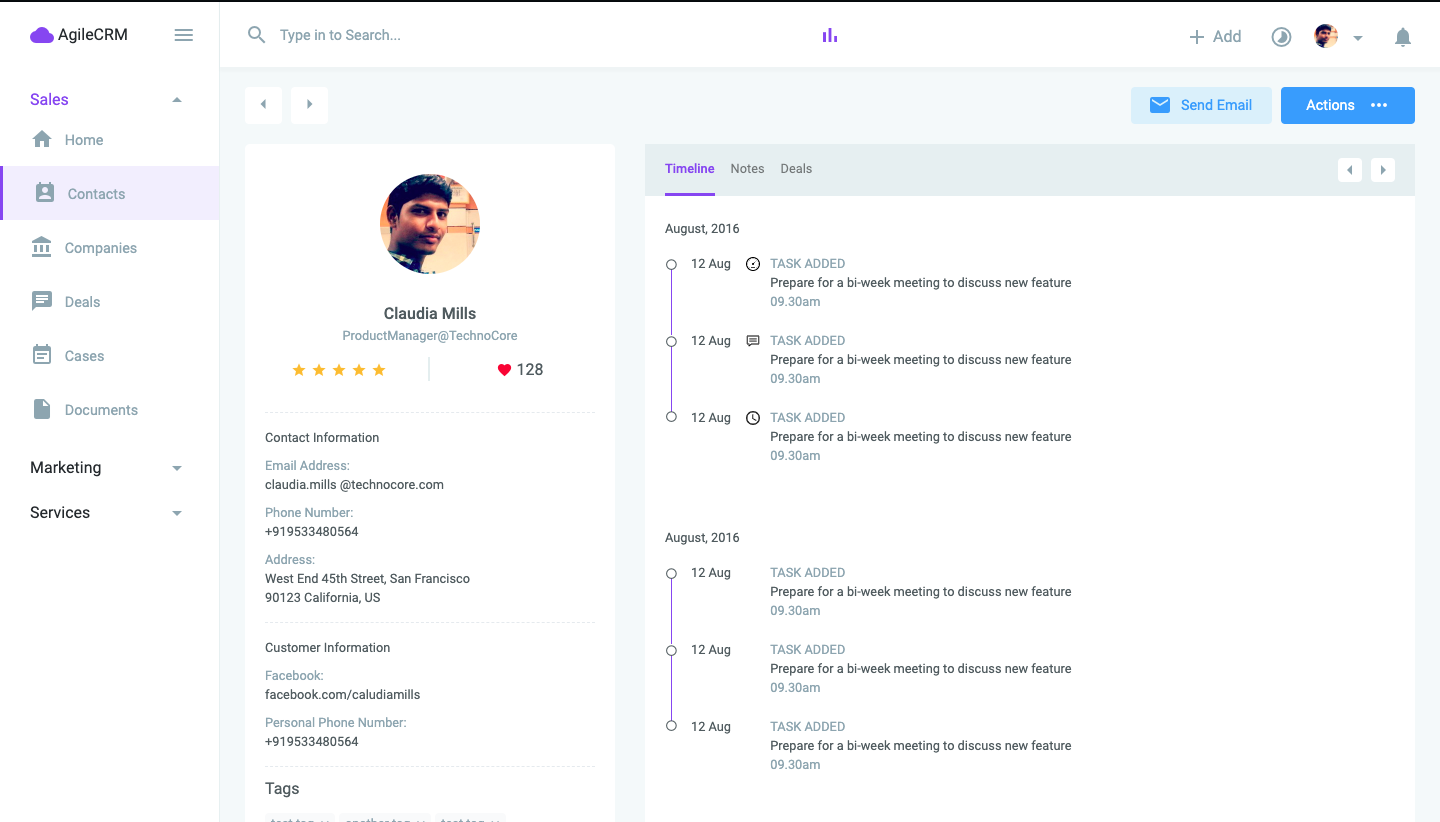 AgileCRM
Type in to Search...
Add
Sales
Home
Contacts
Companies
Deals
Cases
Documents
Marketing
Services
Send Email
Actions
Claudia Mills
ProductManager@TechnoCore
128
Contact Information
Email Address:
claudia.mills @technocore.com
Phone Number:
+919533480564
Address:
West End 45th Street, San Francisco
90123 California, US
Customer Information
Facebook:
facebook.com/caludiamills
Personal Phone Number:
+919533480564
Tags
Timeline Notes Deals
August, 2016
12 Aug TASK ADDED
Prepare for a bi-week meeting to discuss new feature
09.30am
12 Aug TASK ADDED
Prepare for a bi-week meeting to discuss new feature
09.30am
12 Aug TASK ADDED
Prepare for a bi-week meeting to discuss new feature
09.30am
August, 2016
12 Aug TASK ADDED
Prepare for a bi-week meeting to discuss new feature
09.30am
12 Aug TASK ADDED
Prepare for a bi-week meeting to discuss new feature
09.30am
12 Aug TASK ADDED
Prepare for a bi-week meeting to discuss new feature
09.30am